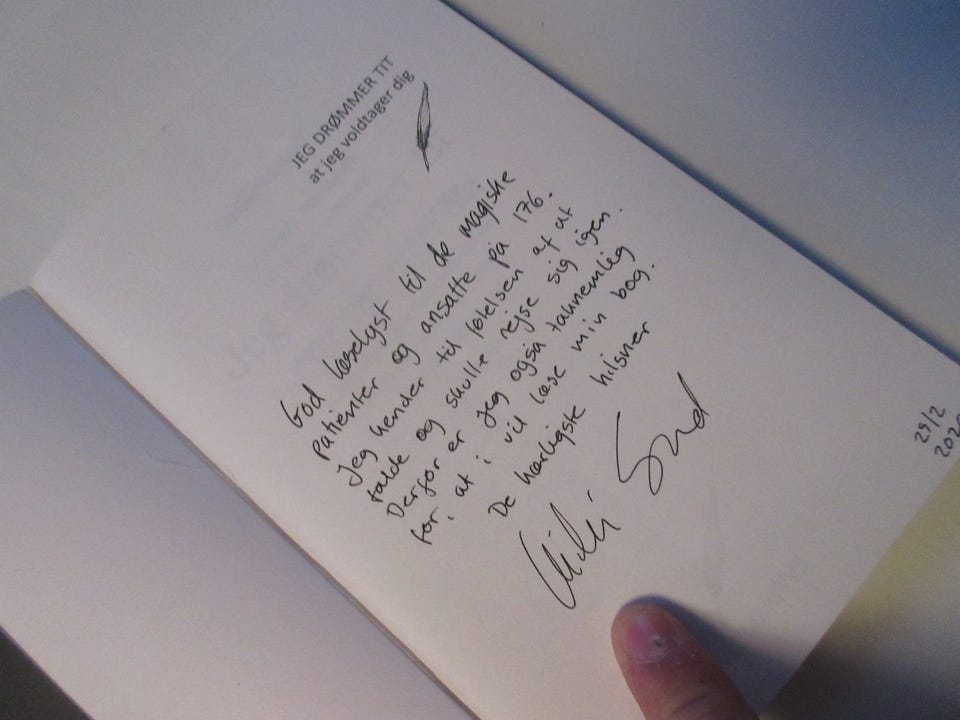 JEG DRØMMER TIT
at jeg voldtager dig
God læselyst til de magiske
patienter og ansatte på 176.
Jeg kender til følelsen af at
falde og skulle rejse sig igen.
Derfor er jeg også taknemlig
for, at i vil læse min bog.
De kærligste hilsner
25/2